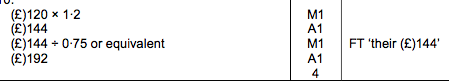 (£)120 × 1·2 M1
(£)144 A1
(£)144 ÷ 0·75 or equivalent M1 FT 'their (£)144'
(£)192 A1
4